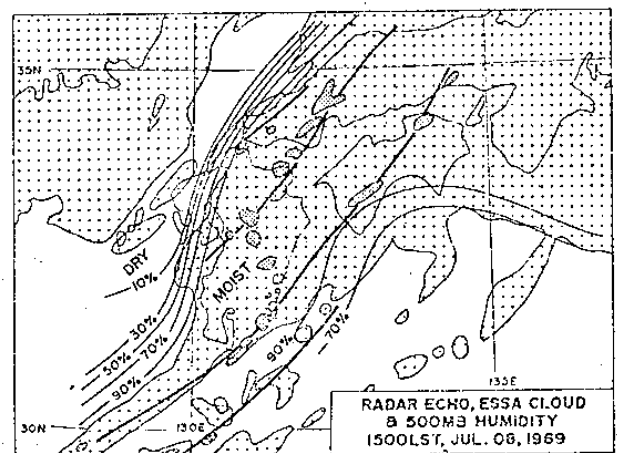 35N
DRY
10%
MOIST
30%
50%
70%
90%
90%
70%
30N
130E
135E
RADAR ECHO, ESSA CLOUD
& 500MB HUMIDITY
1500LST, JUL. 08, 1969